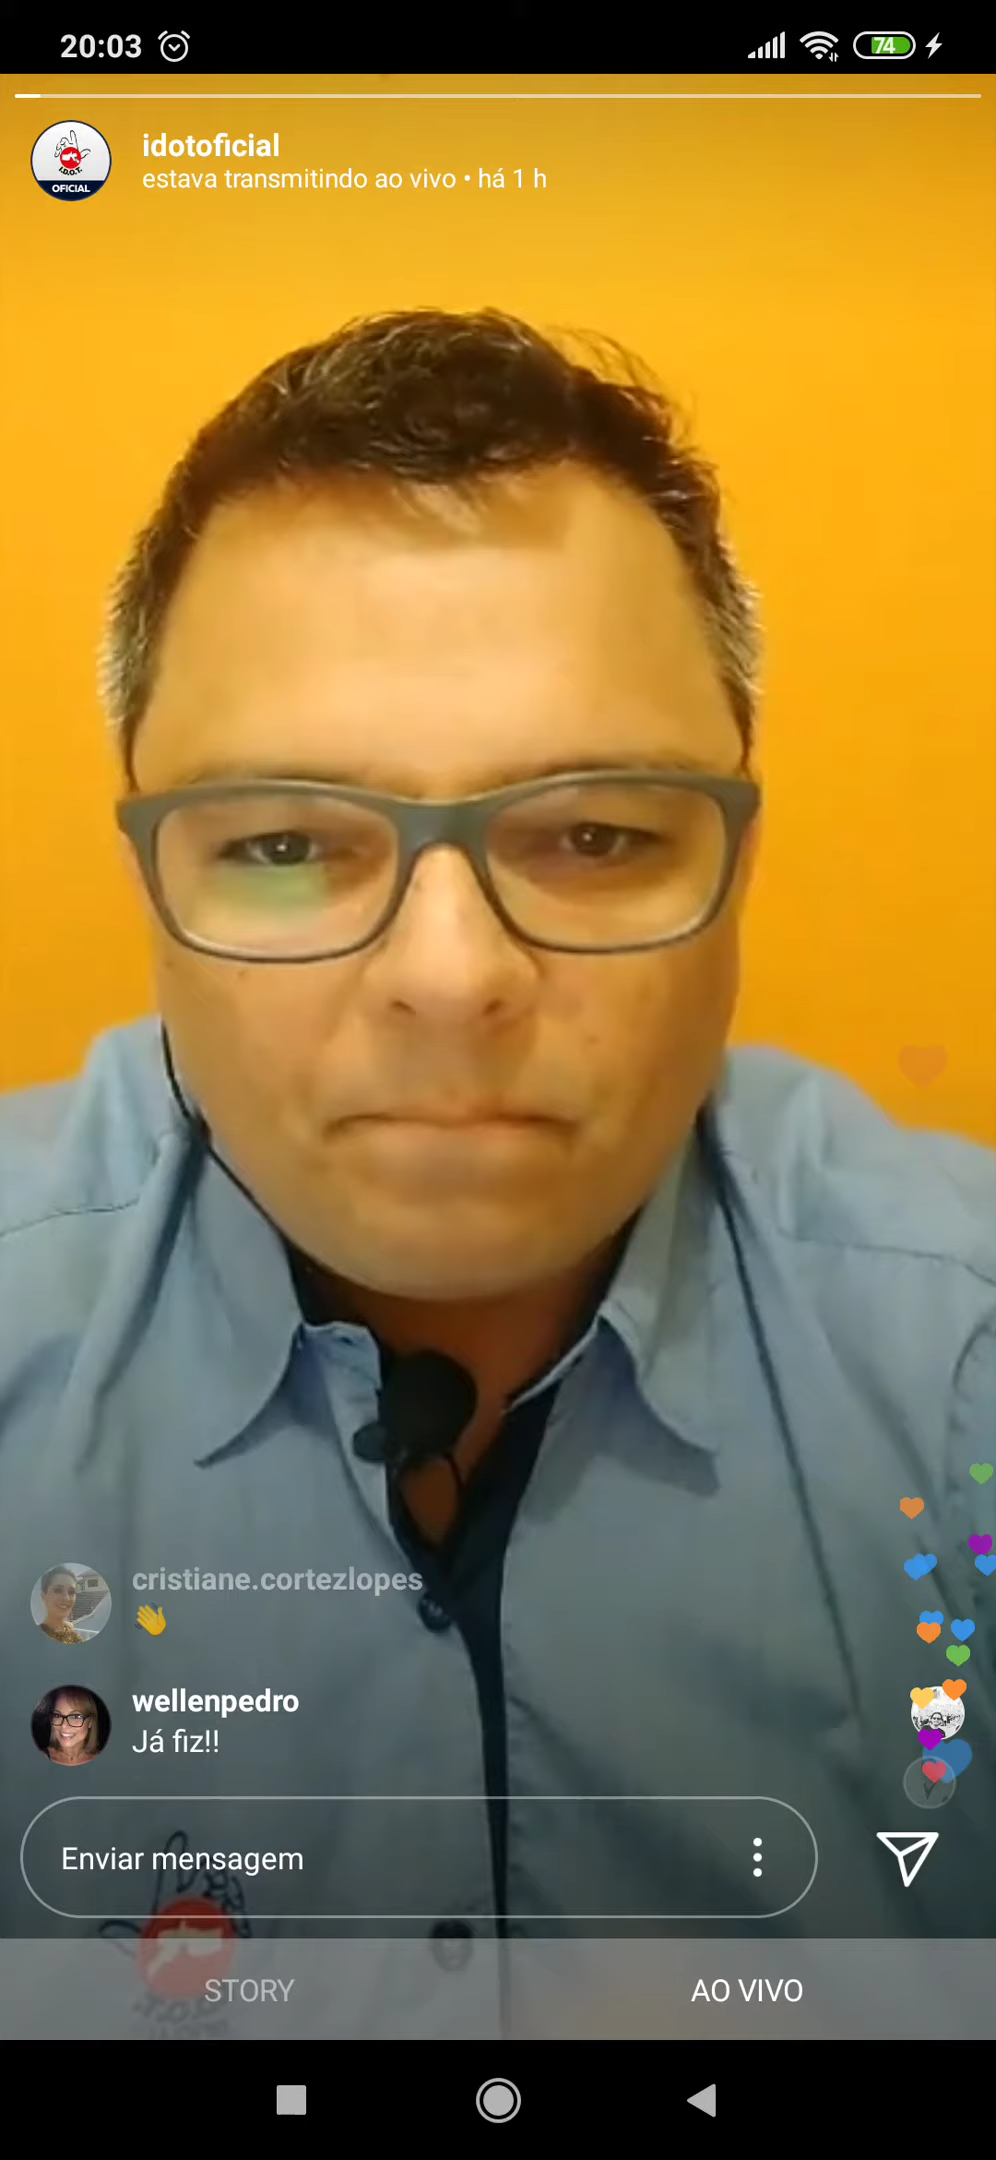 20:03
74
idotoficial
estava transmitindo ao vivo • há 1 h
I.D.O.T.
OFICIAL
cristiane.cortezlopes
👋
wellenpedro
Já fiz!!
Enviar mensagem
STORY
AO VIVO